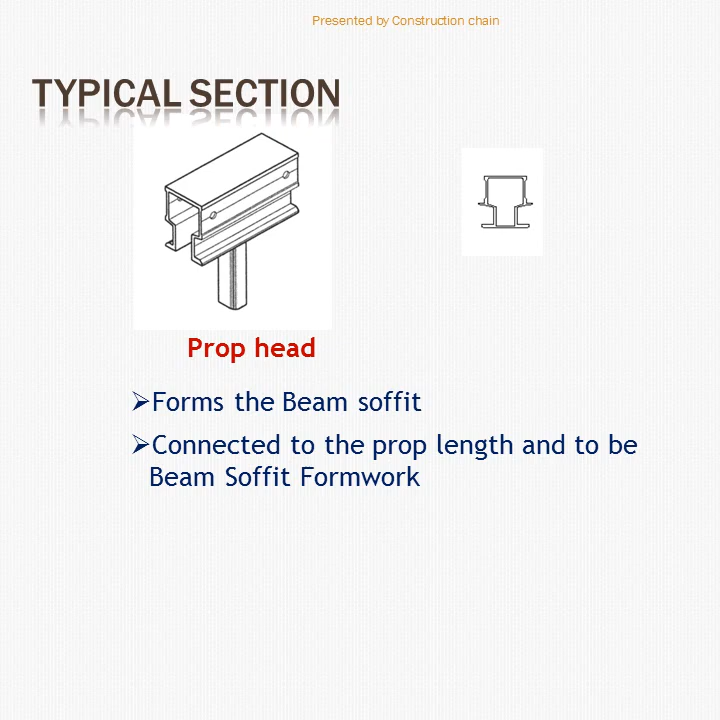 Presented by Construction chain
TYPICAL SECTION
Prop head
➢Forms the Beam soffit
➢Connected to the prop length and to be
Beam Soffit Formwork